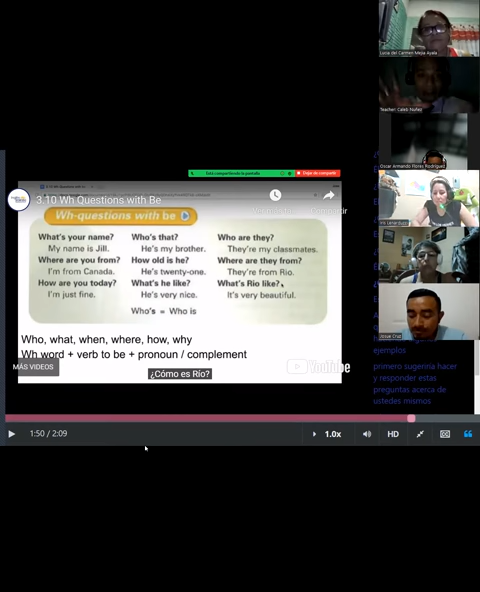 Lucia del Carmen Mejia Ayala
Teacher: Caleb Nuñez
Oscar Armando Flores Rodriguez
Josue Cruz
Está compartiendo la pantalla
Dejar de compartir
3.10 Wh Questions with Be
Wh-questions with be
What's your name?
My name is Jill.
Where are you from?
I'm from Canada.
How are you today?
I'm just fine.
Who's that?
He's my brother.
How old is he?
He's twenty-one.
What's he like?
He's very nice.
Who's = Who is
Who are they?
They're my classmates.
Where are they from?
They're from Rio.
What's Rio like?
It's very beautiful.
Who, what, when, where, how, why
Wh word + verb to be + pronoun / complement
MÁS VIDEOS
¿Cómo es Río?
YouTube
ejemplos
primero sugeriría hacer
y responder estas
preguntas acerca de
ustedes mismos
1:50 / 2:09
1.0x
HD